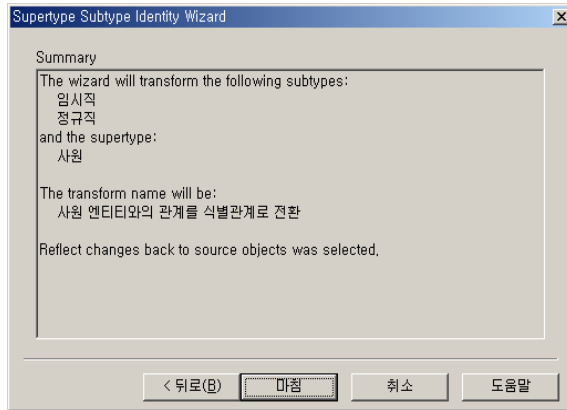 Supertype Subtype Identity Wizard
Summary
The wizard will transform the following subtypes:
임시직
정규직
and the supertype:
사원
The transform name will be:
사원 엔티티와의 관계를 식별관계로 전환
Reflect changes back to source objects was selected.
< 뒤로(B) 마침 취소 도움말